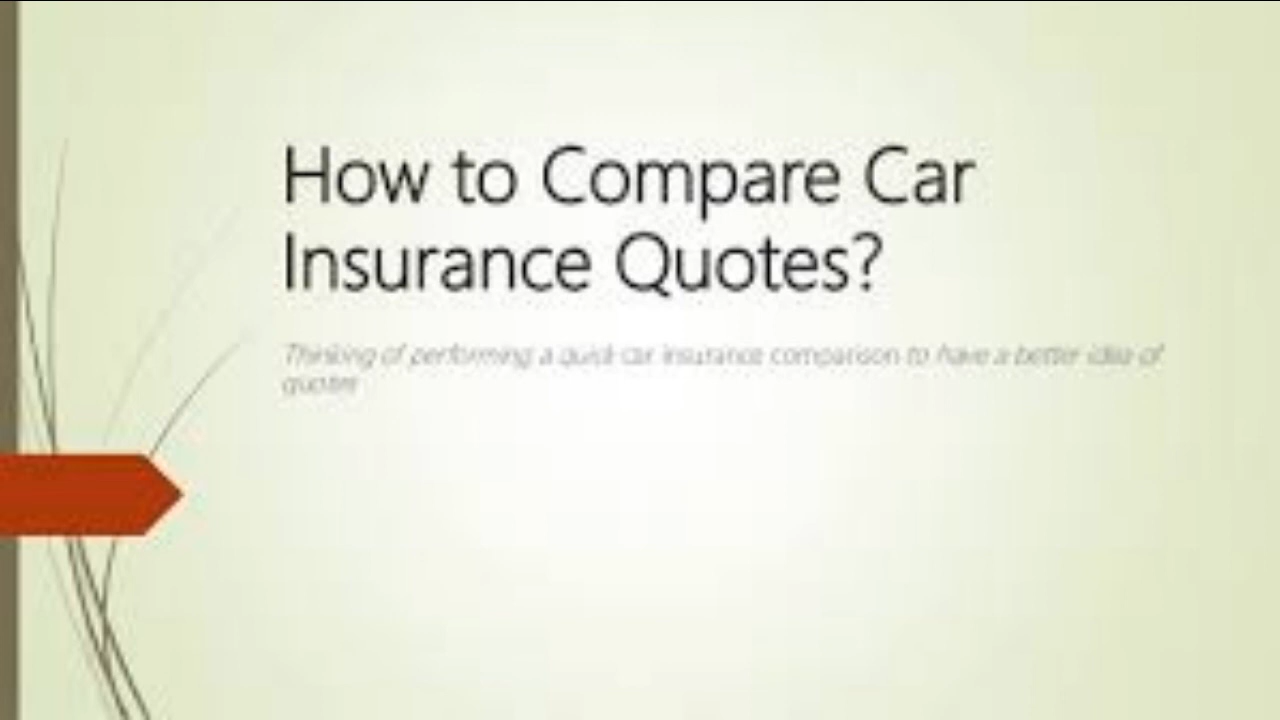 How to Compare Car
Insurance Quotes?
Thinking of performing a quick car insurance comparison to have a better idea of
quotes